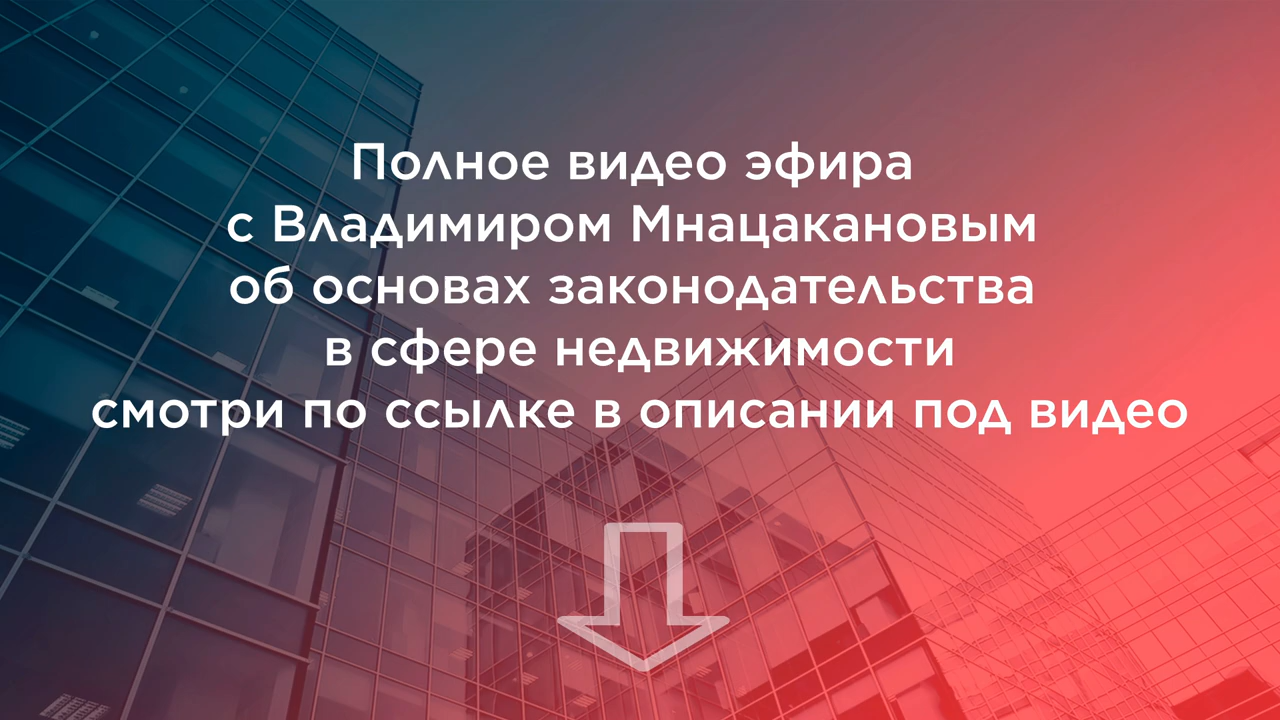 Полное видео эфира
с Владимиром Мнацакановым
об основах законодательства
в сфере недвижимости
смотри по ссылке в описании под видео